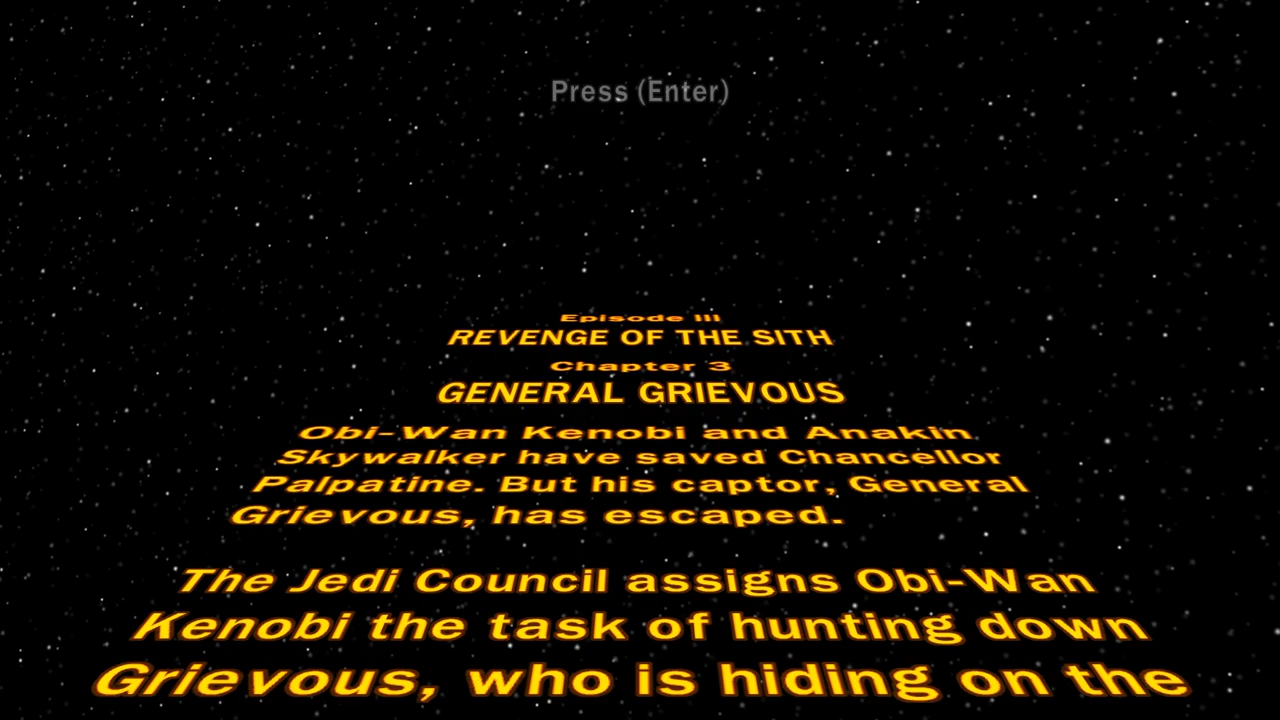 Press (Enter)
Episode III
REVENGE OF THE SITH
Chapter 3
GENERAL GRIEVOUS
Obi-Wan Kenobi and Anakin
Skywalker have saved Chancellor
Palpatine. But his captor, General
Grievous, has escaped.
The Jedi Council assigns Obi-Wan
Kenobi the task of hunting down
Grievous, who is hiding on the